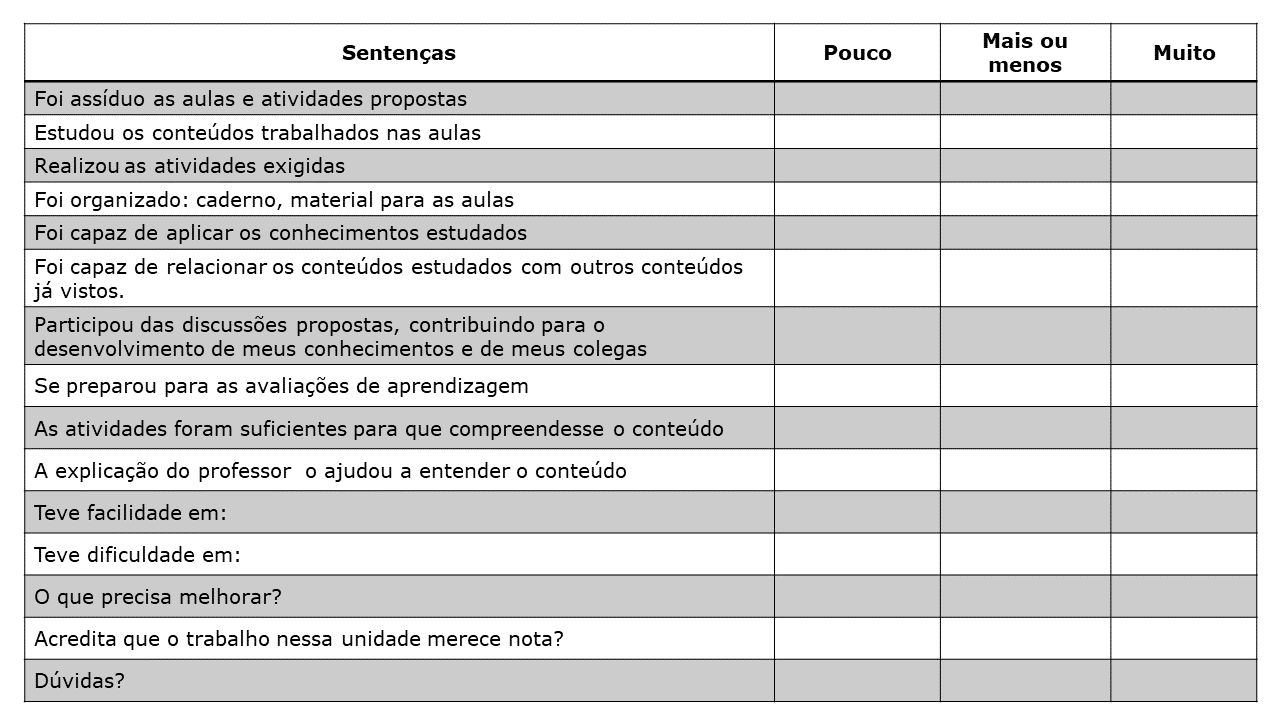 Sentenças Pouco Mais ou menos Muito
Foi assíduo as aulas e atividades propostas
Estudou os conteúdos trabalhados nas aulas
Realizou as atividades exigidas
Foi organizado: caderno, material para as aulas
Foi capaz de aplicar os conhecimentos estudados
Foi capaz de relacionar os conteúdos estudados com outros conteúdos
já vistos.
Participou das discussões propostas, contribuindo para o
desenvolvimento de meus conhecimentos e de meus colegas
Se preparou para as avaliações de aprendizagem
As atividades foram suficientes para que compreendesse o conteúdo
A explicação do professor  o ajudou a entender o conteúdo
Teve facilidade em:
Teve dificuldade em:
O que precisa melhorar?
Acredita que o trabalho nessa unidade merece nota?
Dúvidas?